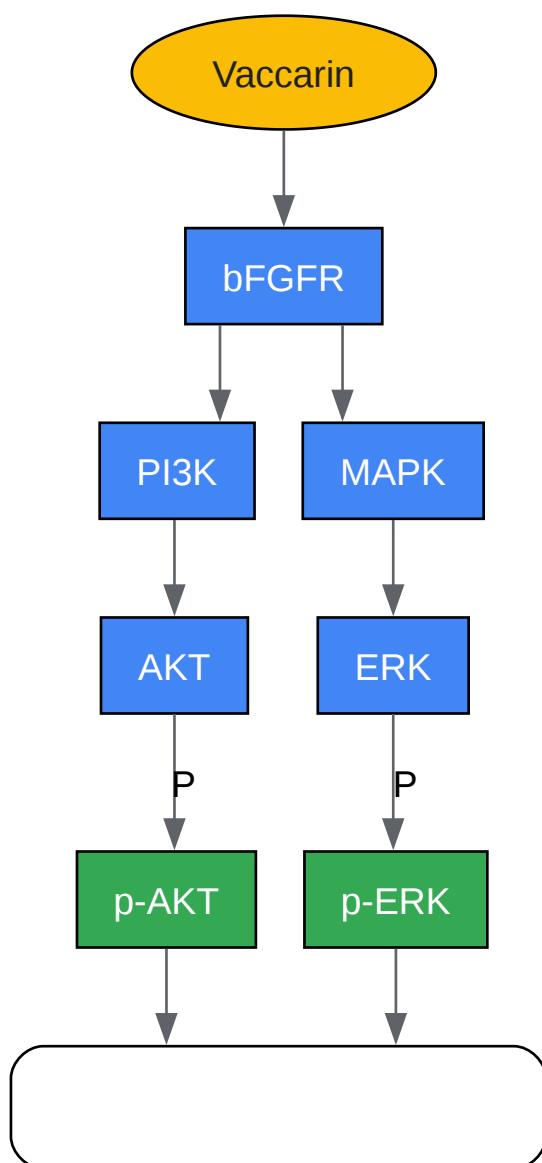 Vaccarin
bFGFR
PI3K MAPK
AKT ERK
P P
p-AKT p-ERK